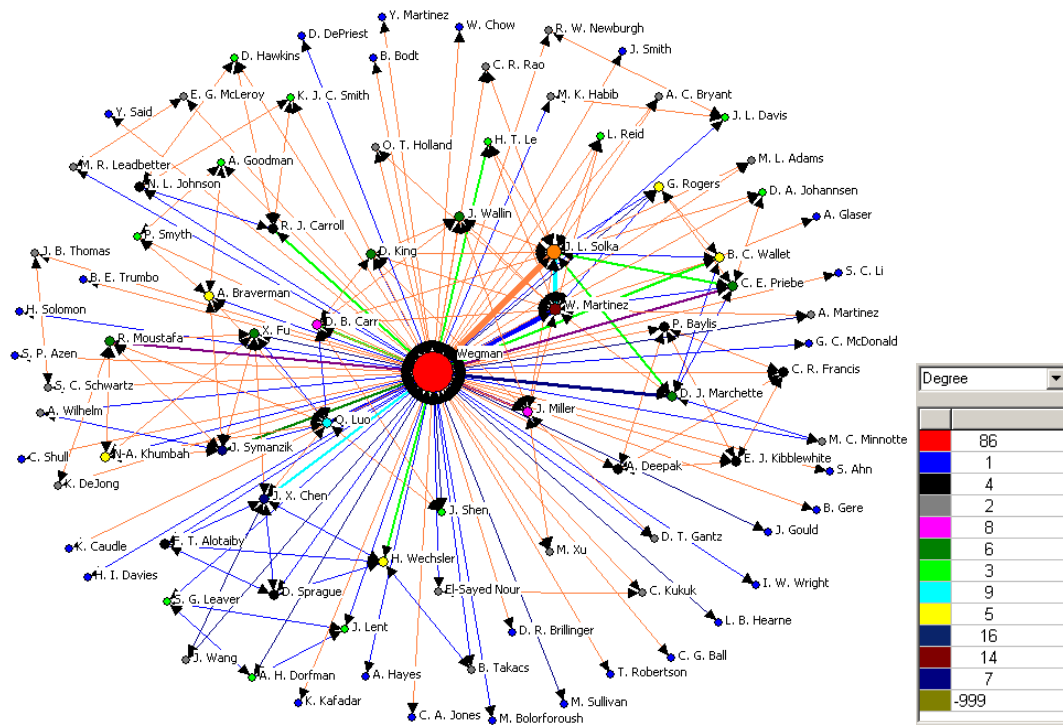 Y. Martinez
D. DePriest
W. Chow
R. W. Newburgh
D. Hawkins
B. Bodt
J. Smith
C. R. Rao
E. G. McLeroy
K. J. C. Smith
M. K. Habib
A. C. Bryant
Y. Said
J. L. Davis
O. T. Holland
H. T. Le
L. Reid
M. R. Leadbetter
A. Goodman
M. L. Adams
N. L. Johnson
G. Rogers
D. A. Johannsen
R. J. Carroll
J. Wallin
A. Glaser
P. Smyth
J. B. Thomas
D. King
J. L. Solka
B. C. Wallet
B. E. Trumbo
S. C. Li
C. E. Priebe
A. Braverman
H. Solomon
W. Martinez
A. Martinez
D. B. Carr
X. Fu
P. Baylis
R. Moustafa
G. C. McDonald
S. P. Azen
Wegman
C. R. Francis
Degree
S. C. Schwartz
D. J. Marchette
A. Wilhelm
J. Miller
Q. Luo
86
M. C. Minnotte
J. Symanzik
1
C. Shull
N-A. Khumbah
E. J. Kibblewhite
4
A. Deepak
S. Ahn
K. DeJong
2
J. X. Chen
B. Gere
8
J. Shen
J. Gould
6
K. Caudle
F. T. Alotaiby
M. Xu
D. T. Gantz
3
H. Wechsler
9
H. I. Davies
I. W. Wright
D. Sprague
El-Sayed Nour
C. Kukuk
5
S. G. Leaver
16
J. Lent
D. R. Brillinger
L. B. Hearne
14
J. Wang
B. Takacs
C. G. Ball
7
A. H. Dorfman
A. Hayes
T. Robertson
-999
K. Kafadar
M. Sullivan
C. A. Jones
M. Bolorforoush